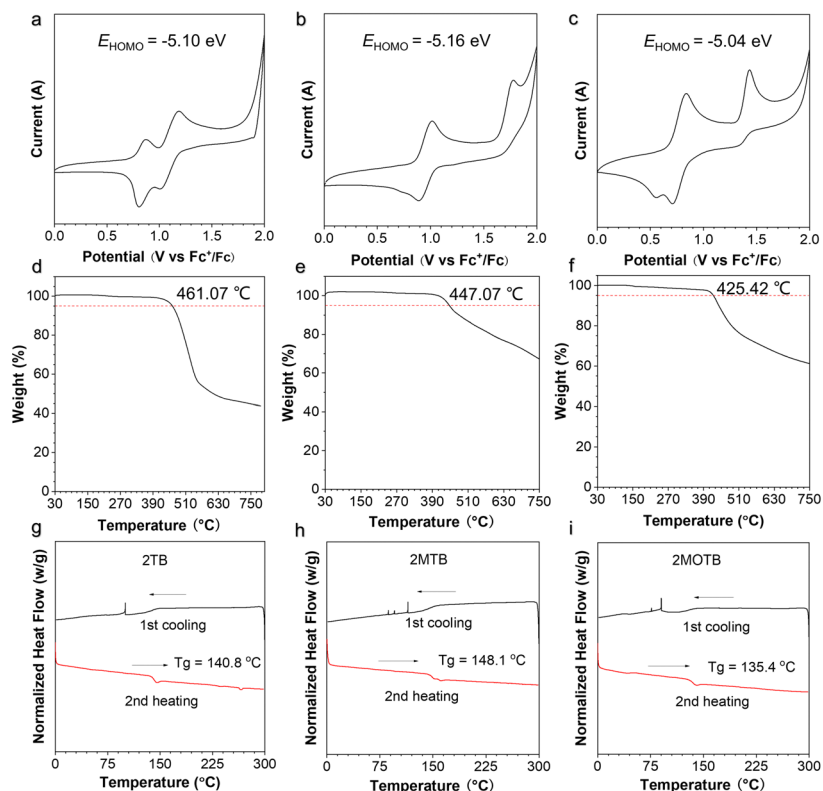 a
E_HOMO = -5.10 eV
Current (A)
0.0 0.5 1.0 1.5 2.0
Potential (V vs Fc⁺/Fc)
b
E_HOMO = -5.16 eV
Current (A)
0.0 0.5 1.0 1.5 2.0
Potential (V vs Fc⁺/Fc)
c
E_HOMO = -5.04 eV
Current (A)
0.0 0.5 1.0 1.5 2.0
Potential (V vs Fc⁺/Fc)
d
461.07 ℃
Weight (%)
100
80
60
40
20
0
30 150 270 390 510 630 750
Temperature (°C)
e
447.07 ℃
Weight (%)
100
80
60
40
20
0
30 150 270 390 510 630 750
Temperature (°C)
f
425.42 ℃
Weight (%)
100
80
60
40
20
0
30 150 270 390 510 630 750
Temperature (°C)
g
2TB
Normalized Heat Flow (w/g)
1st cooling
Tg = 140.8 °C
2nd heating
0 75 150 225 300
Temperature (°C)
h
2MTB
Normalized Heat Flow (w/g)
1st cooling
Tg = 148.1 °C
2nd heating
0 75 150 225 300
Temperature (°C)
i
2MOTB
Normalized Heat Flow (w/g)
1st cooling
Tg = 135.4 °C
2nd heating
0 75 150 225 300
Temperature (°C)